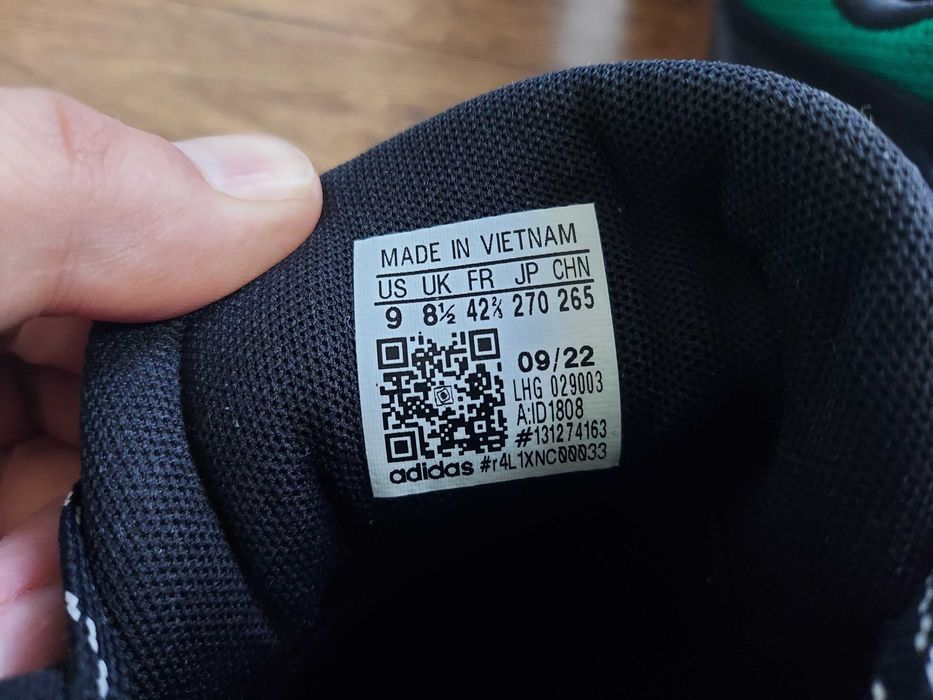 MADE IN VIETNAM
US UK FR JP CHN
9 8½ 42⅔ 270 265
09/22
LHG 029003
A:ID1808
#131274163
adidas #r4L1XNC00033